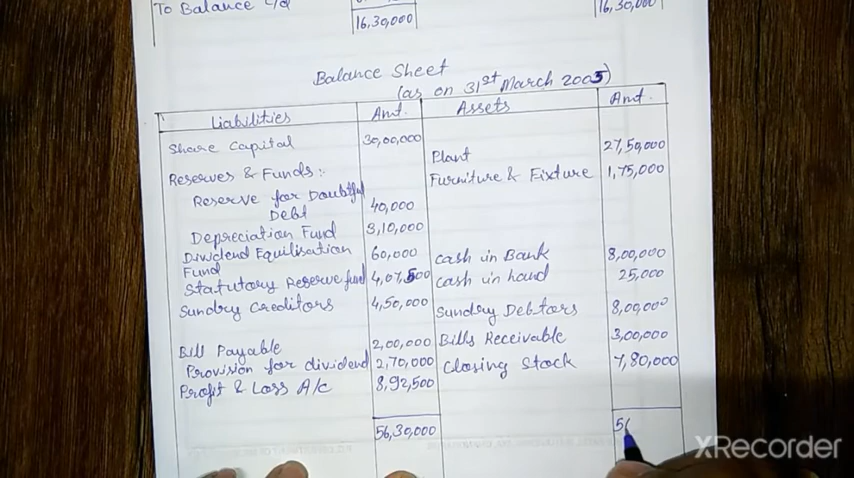 To Balance c/d
16,30,000 16,30,000
Balance Sheet
(as on 31st March 2005)
Liabilities Amt. Assets Amt.
Share Capital 30,00,000
Plant 27,50,000
Reserves & Funds:- Furniture & Fixture 1,75,000
Reserve for Doubtful
Debt 40,000
Depreciation Fund 3,10,000
Dividend Equilisation 60,000 Cash in Bank 8,00,000
Fund
Statutory Reserve fund 4,07,500 Cash in hand 25,000
Sundry Creditors 4,50,000 Sundry Debtors 8,00,000
Bill Payable 2,00,000 Bills Receivable 3,00,000
Provision for dividend 2,70,000 Closing Stock 7,80,000
Profit & Loss A/c 8,92,500
56,30,000 56
XRecorder